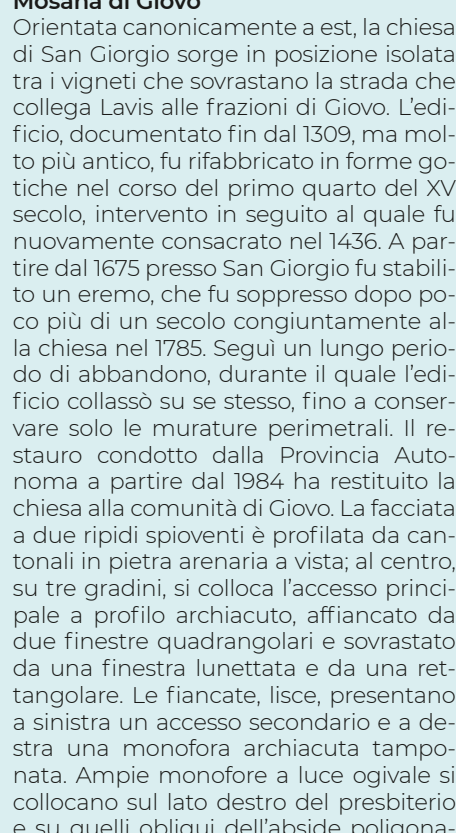 Mosana di Giovo
Orientata canonicamente a est, la chiesa
di San Giorgio sorge in posizione isolata
tra i vigneti che sovrastano la strada che
collega Lavis alle frazioni di Giovo. L'edi-
ficio, documentato fin dal 1309, ma mol-
to più antico, fu rifabbricato in forme go-
tiche nel corso del primo quarto del XV
secolo, intervento in seguito al quale fu
nuovamente consacrato nel 1436. A par-
tire dal 1675 presso San Giorgio fu stabili-
to un eremo, che fu soppresso dopo po-
co più di un secolo congiuntamente al-
la chiesa nel 1785. Seguì un lungo perio-
do di abbandono, durante il quale l'edi-
ficio collassò su se stesso, fino a conser-
vare solo le murature perimetrali. Il re-
stauro condotto dalla Provincia Auto-
noma a partire dal 1984 ha restituito la
chiesa alla comunità di Giovo. La facciata
a due ripidi spioventi è profilata da can-
tonali in pietra arenaria a vista; al centro,
su tre gradini, si colloca l'accesso princi-
pale a profilo archiacuto, affiancato da
due finestre quadrangolari e sovrastato
da una finestra lunettata e da una ret-
tangolare. Le fiancate, lisce, presentano
a sinistra un accesso secondario e a de-
stra una monofora archiacuta tampo-
nata. Ampie monofore a luce ogivale si
collocano sul lato destro del presbiterio
e su quelli obliqui dell'abside poligona-